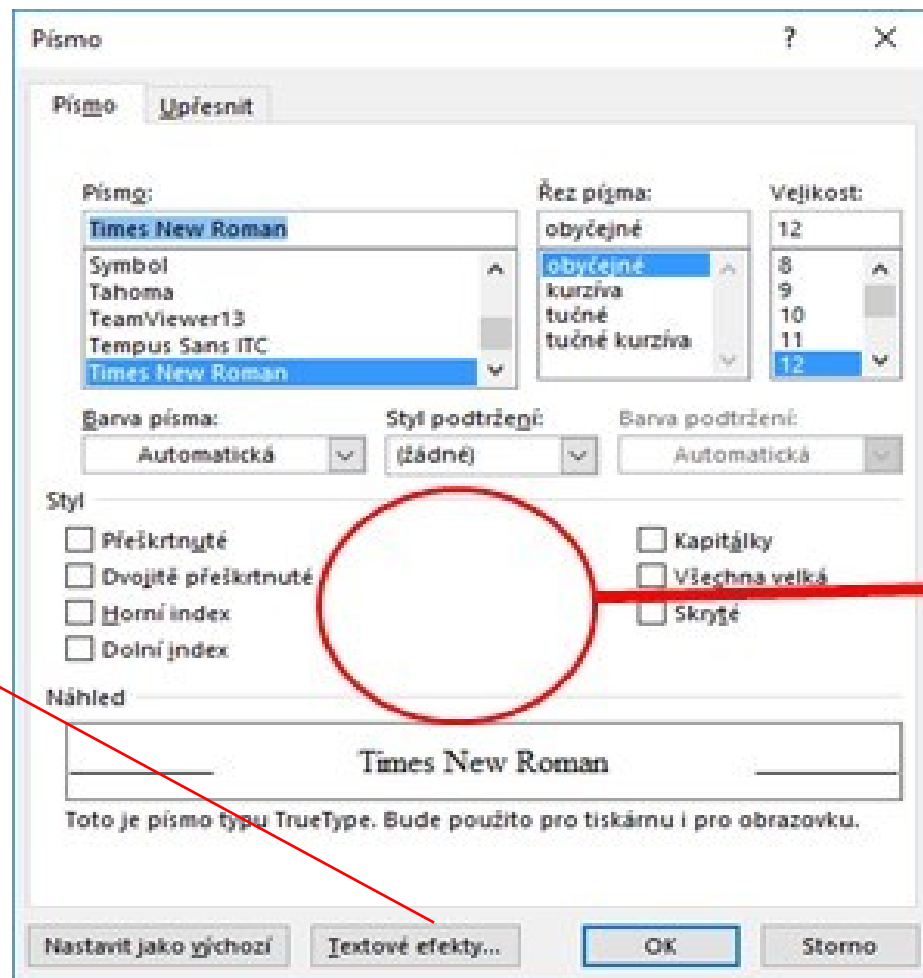 Písmo ?
Písmo Upřesnit
Písmo: Řez písma: Velikost:
Times New Roman obyčejné 12
Symbol obyčejné 8
Tahoma kurzíva 9
TeamViewer13 tučné 10
Tempus Sans ITC tučné kurzíva 11
Times New Roman 12
Barva písma: Styl podtržení: Barva podtržení:
Automatická (žádné) Automatická
Styl
Přeškrtnuté Kapitálky
Dvojitě přeškrtnuté Všechna velká
Horní index Skryté
Dolní index
Náhled
Times New Roman
Toto je písmo typu TrueType. Bude použito pro tiskárnu i pro obrazovku.
Nastavit jako výchozí Textové efekty... OK Storno